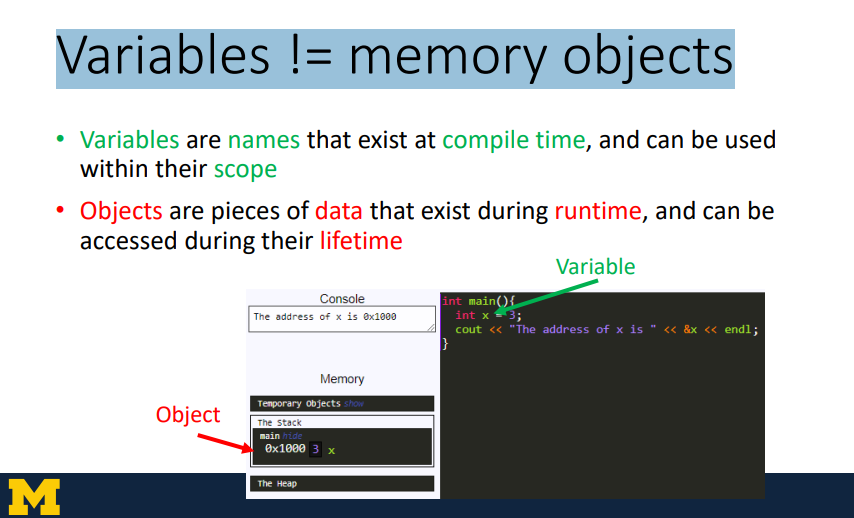 Variables != memory objects
• Variables are names that exist at compile time, and can be used
within their scope
• Objects are pieces of data that exist during runtime, and can be
accessed during their lifetime
Variable
Console
The address of x is 0x1000
int main(){
int x = 3;
cout << "The address of x is " << &x << endl;
}
Memory
Temporary Objects show
Object
The Stack
main hide
0x1000 3 x
The Heap
M